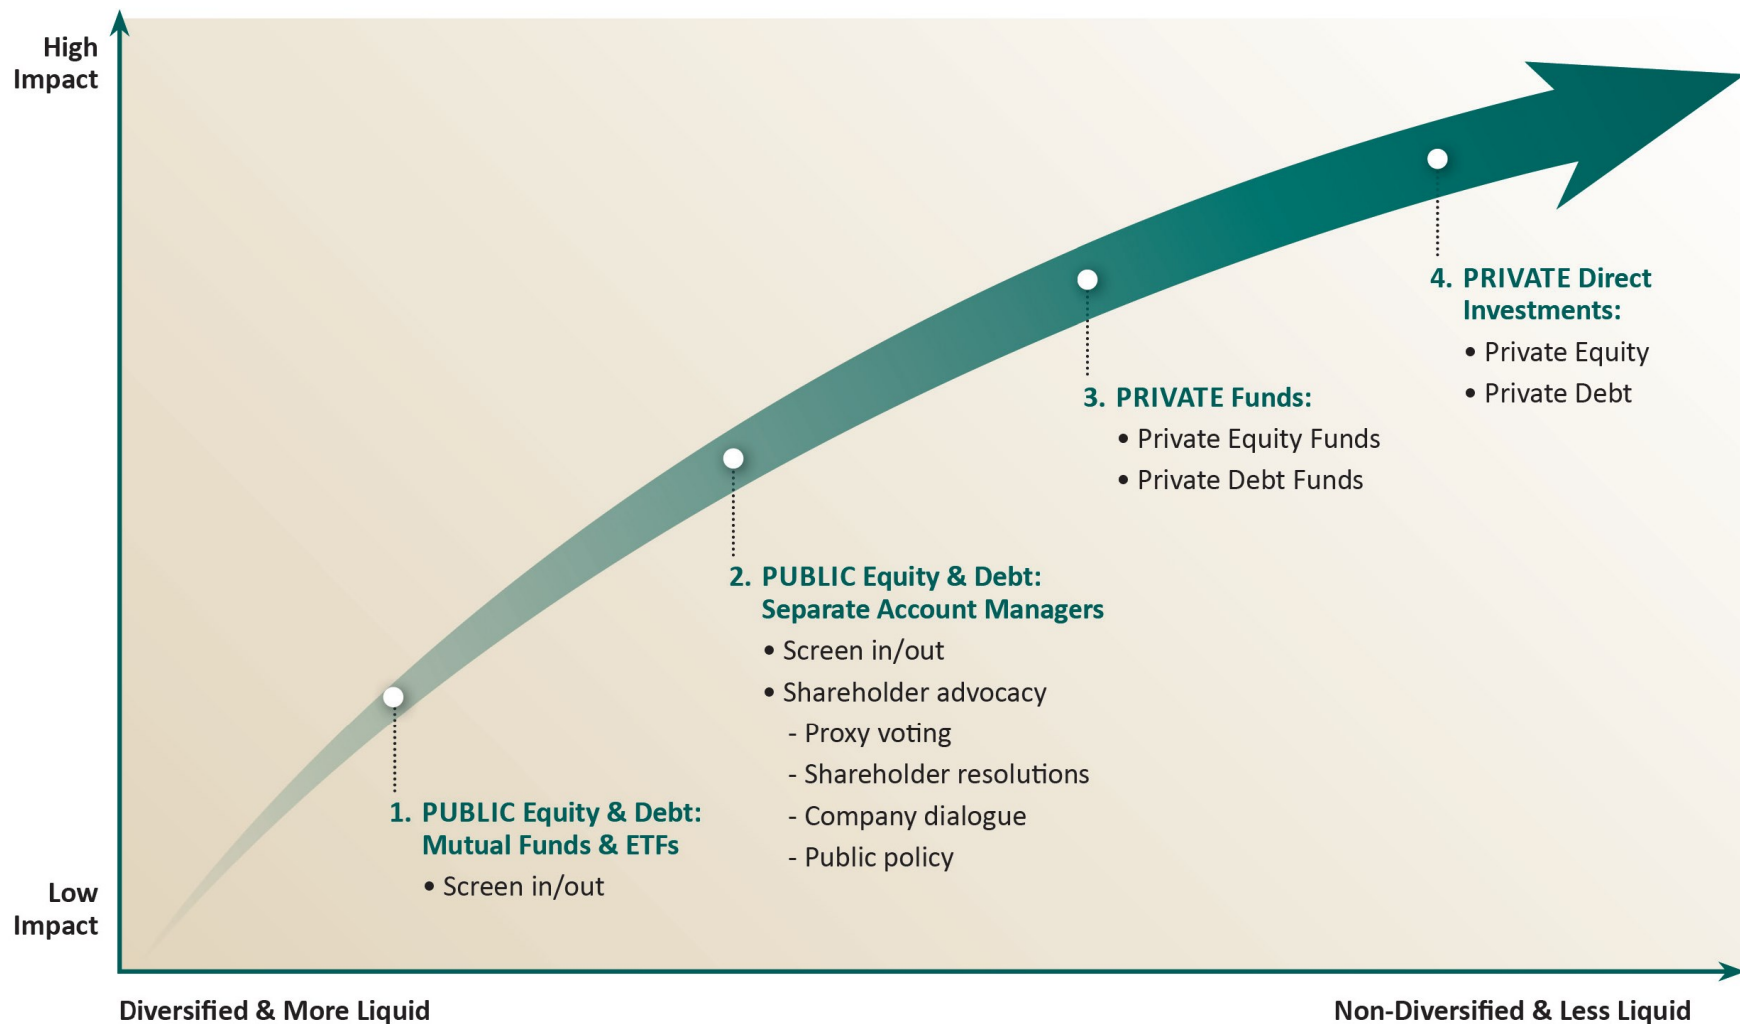 High
Impact
4. PRIVATE Direct
Investments:
• Private Equity
• Private Debt
3. PRIVATE Funds:
• Private Equity Funds
• Private Debt Funds
2. PUBLIC Equity & Debt:
Separate Account Managers
• Screen in/out
• Shareholder advocacy
- Proxy voting
- Shareholder resolutions
- Company dialogue
- Public policy
1. PUBLIC Equity & Debt:
Mutual Funds & ETFs
• Screen in/out
Low
Impact
Diversified & More Liquid
Non-Diversified & Less Liquid